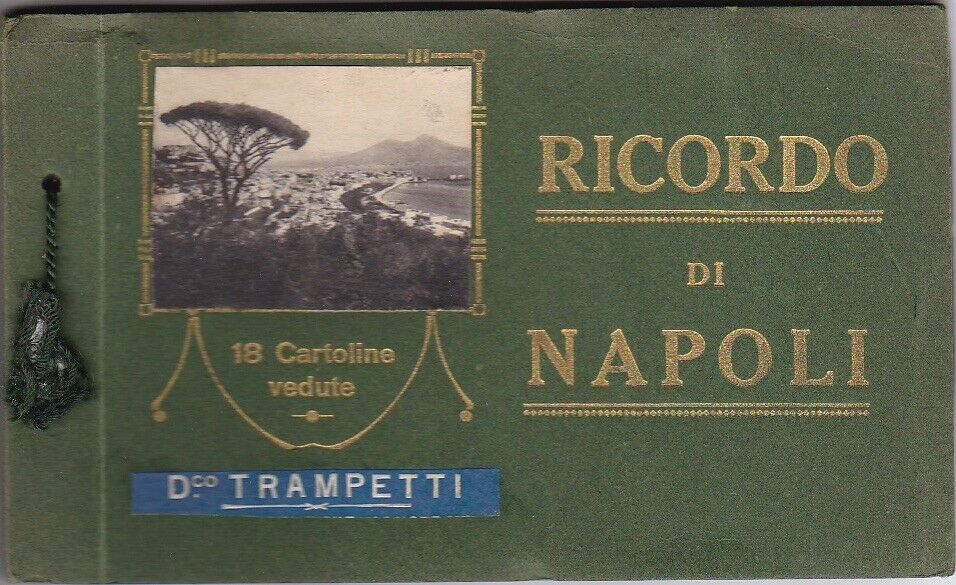 RICORDO
DI
NAPOLI
18 Cartoline
vedute
D.co TRAMPETTI